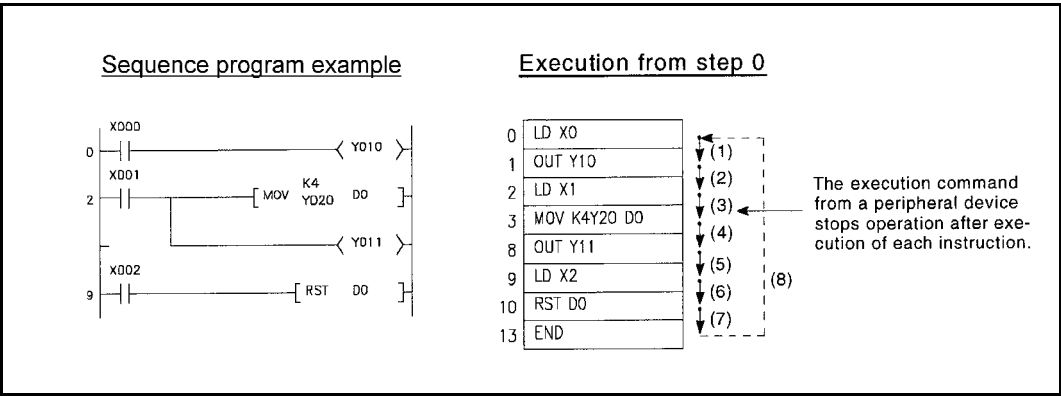 Sequence program example
X000
0
Y010
X001
2
MOV K4 Y020 D0
Y011
X002
9
RST D0
Execution from step 0
0 LD X0
1 OUT Y10
2 LD X1
3 MOV K4Y20 D0
8 OUT Y11
9 LD X2
10 RST D0
13 END
(1)
(2)
(3)
(4)
(5)
(6)
(7)
(8)
The execution command
from a peripheral device
stops operation after exe-
cution of each instruction.